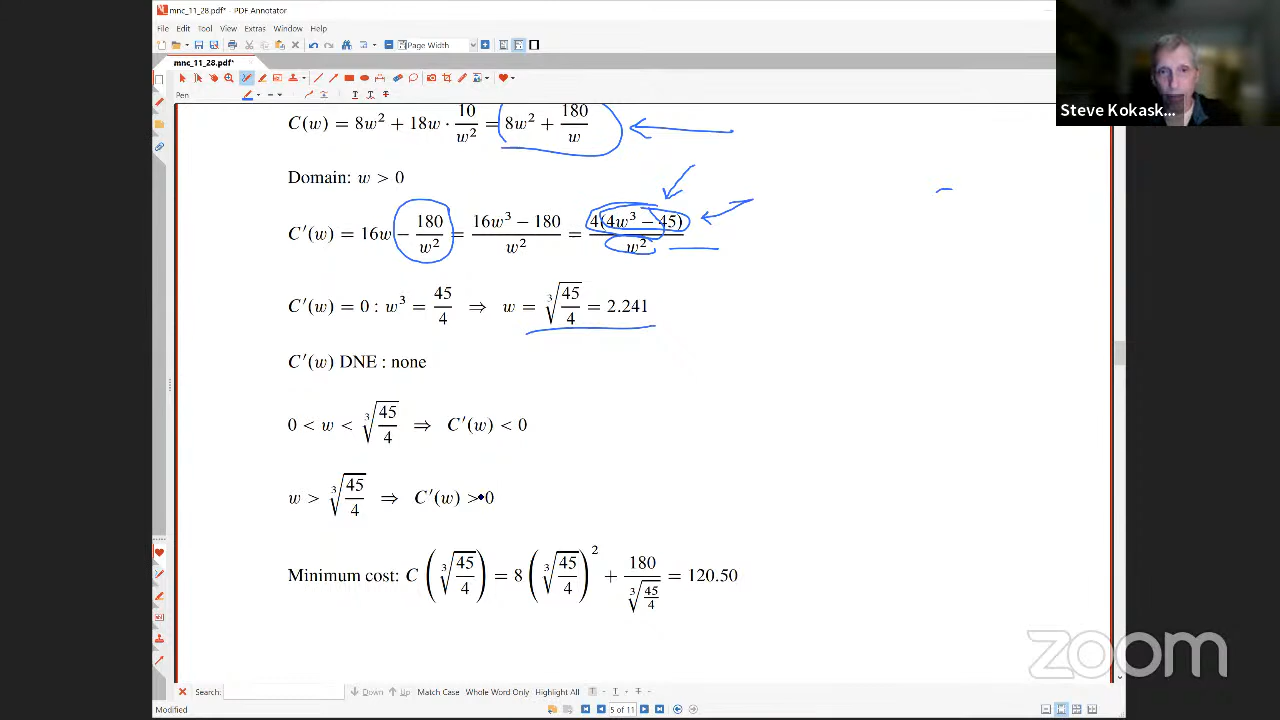 mnc_11_28.pdf* - PDF Annotator
File Edit Tool View Extras Window Help
Page Width
mnc_11_28.pdf*
Pen
C(w) = 8w² + 18w · 10/w² = 8w² + 180/w
Domain: w > 0
C′(w) = 16w − 180/w² = (16w³ − 180)/w² = 4(4w³ − 45)/w²
C′(w) = 0 : w³ = 45/4 ⇒ w = ∛(45/4) = 2.241
C′(w) DNE : none
0 < w < ∛(45/4) ⇒ C′(w) < 0
w > ∛(45/4) ⇒ C′(w) > 0
Minimum cost: C(∛(45/4)) = 8(∛(45/4))² + 180/∛(45/4) = 120.50
Steve Kokask...
zoom
Search: Down Up Match Case Whole Word Only Highlight All
5 of 11
Modified